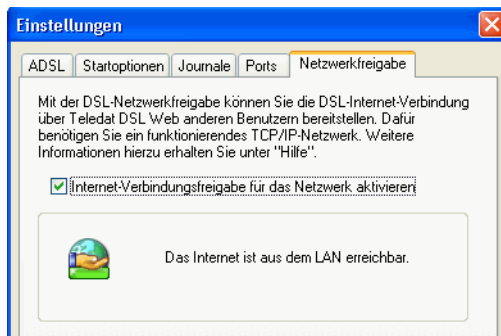 Einstellungen
ADSL Startoptionen Journale Ports Netzwerkfreigabe
Mit der DSL-Netzwerkfreigabe können Sie die DSL-Internet-Verbindung
über Teledat DSL Web anderen Benutzern bereitstellen. Dafür
benötigen Sie ein funktionierendes TCP/IP-Netzwerk. Weitere
Informationen hierzu erhalten Sie unter "Hilfe".
Internet-Verbindungsfreigabe für das Netzwerk aktivieren
Das Internet ist aus dem LAN erreichbar.